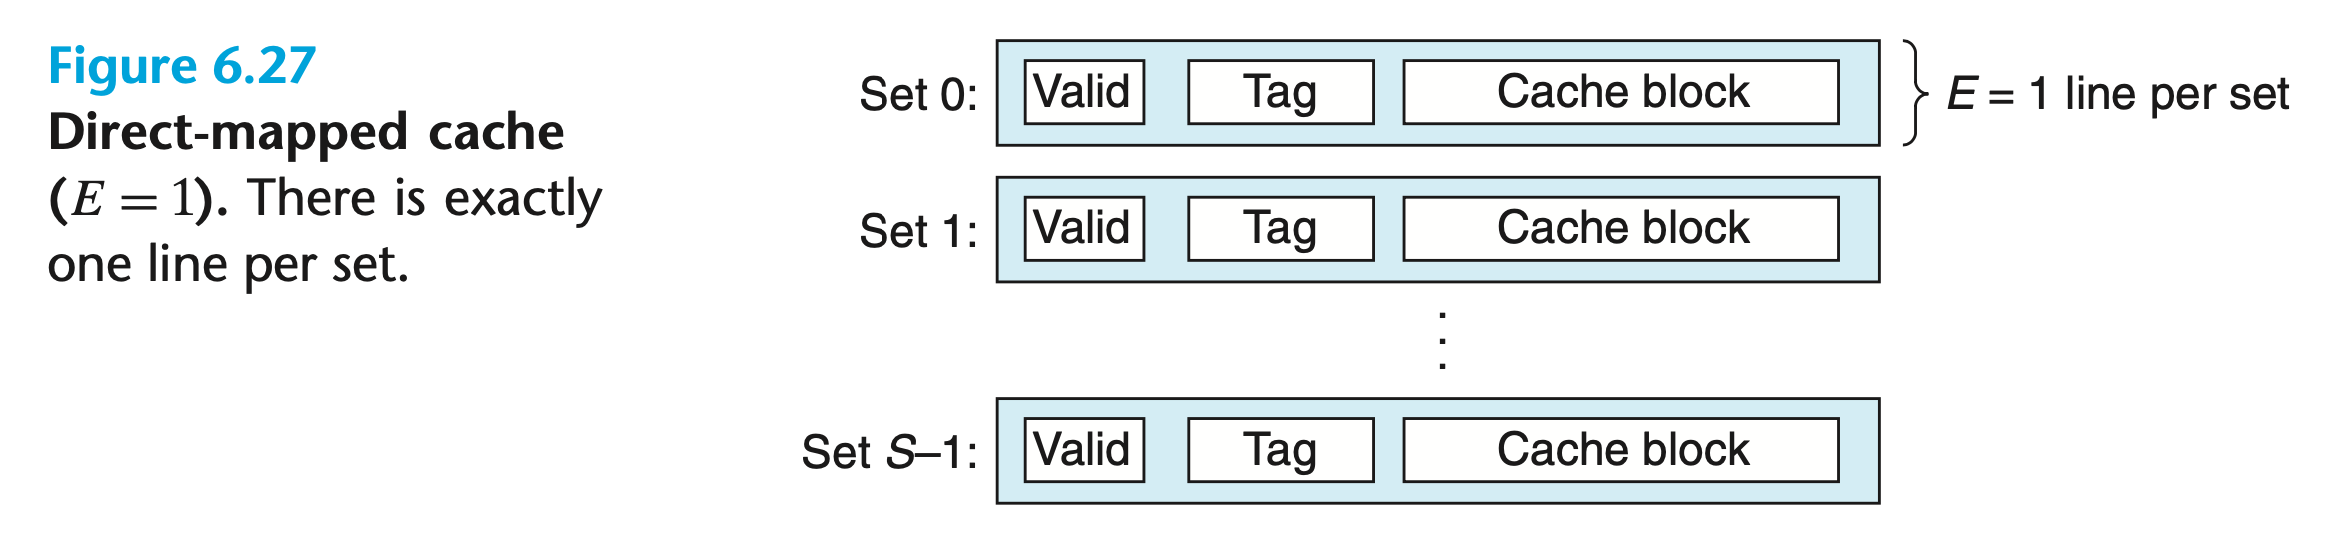 Figure 6.27
Direct-mapped cache
(E = 1). There is exactly
one line per set.
Set 0: Valid Tag Cache block E = 1 line per set
Set 1: Valid Tag Cache block
Set S–1: Valid Tag Cache block